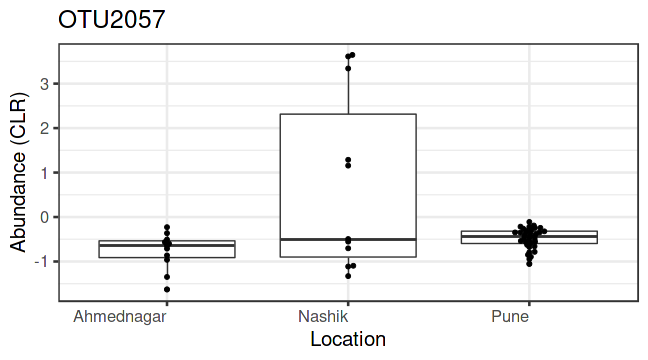 OTU2057
Abundance (CLR)
3
2
1
0
-1
Ahmednagar
Nashik
Pune
Location